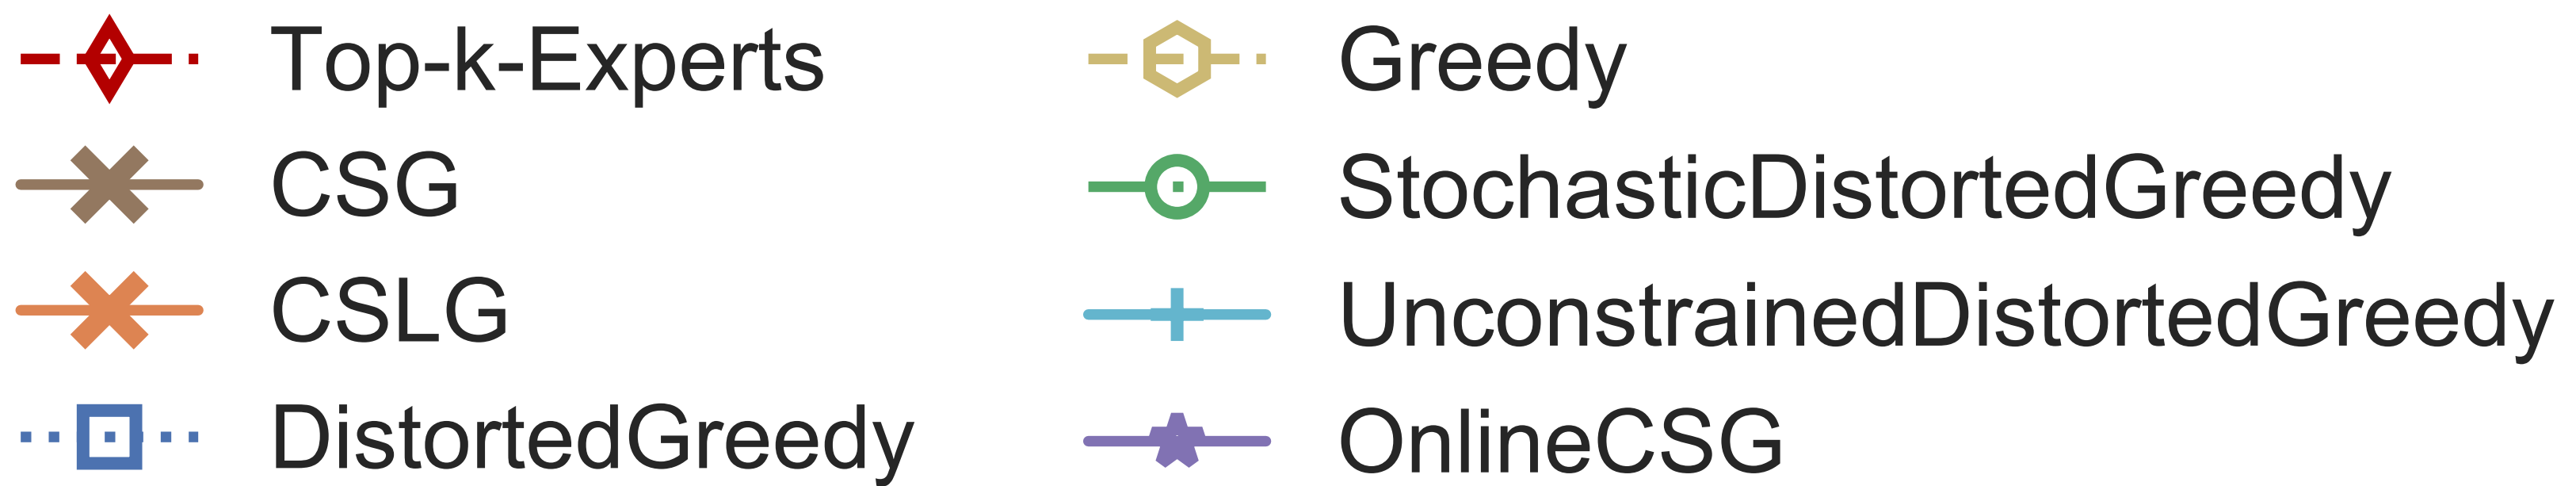 Top-k-Experts
CSG
CSLG
DistortedGreedy
Greedy
StochasticDistortedGreedy
UnconstrainedDistortedGreedy
OnlineCSG